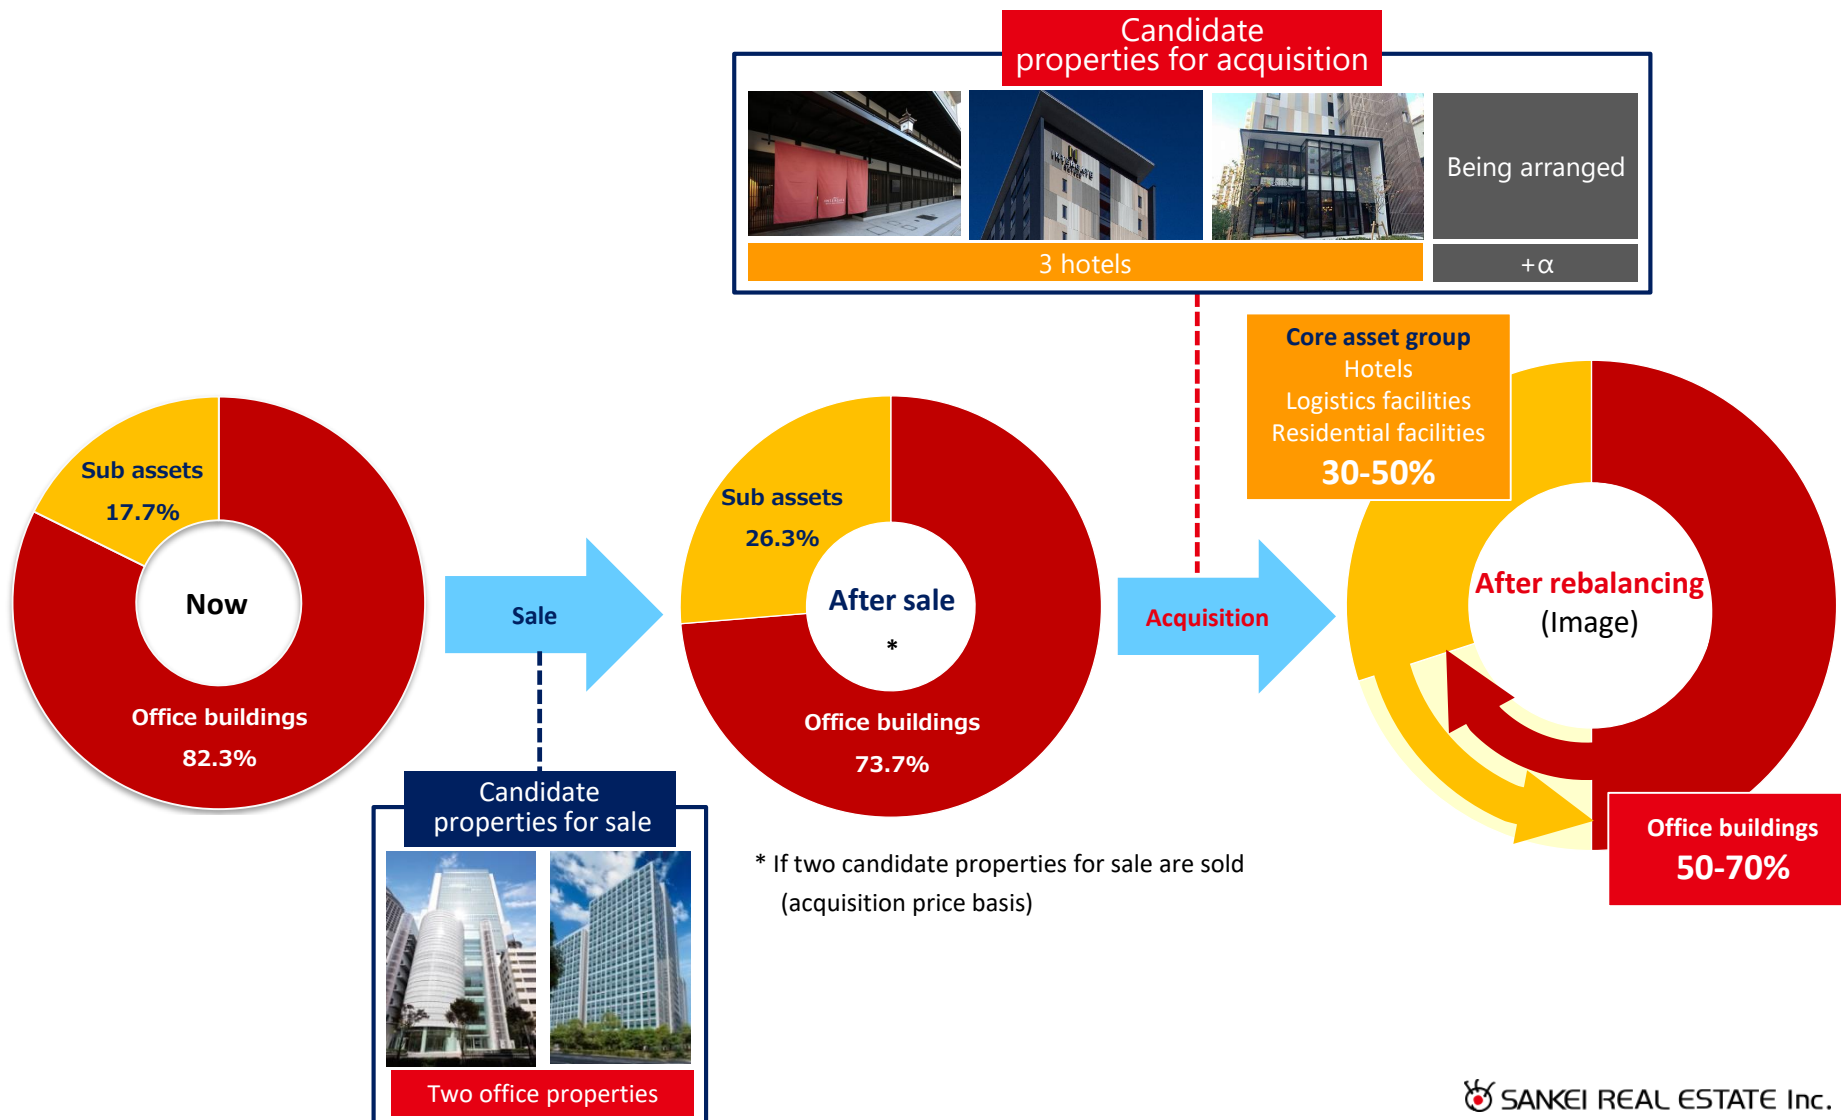 Candidate
properties for acquisition
Being arranged
3 hotels
+α
Core asset group
Hotels
Logistics facilities
Residential facilities
30-50%
Sub assets
17.7%
Now
Office buildings
82.3%
Sale
Sub assets
26.3%
After sale
*
Office buildings
73.7%
Acquisition
After rebalancing
(Image)
Office buildings
50-70%
Candidate
properties for sale
Two office properties
* If two candidate properties for sale are sold
(acquisition price basis)
SANKEI REAL ESTATE Inc.